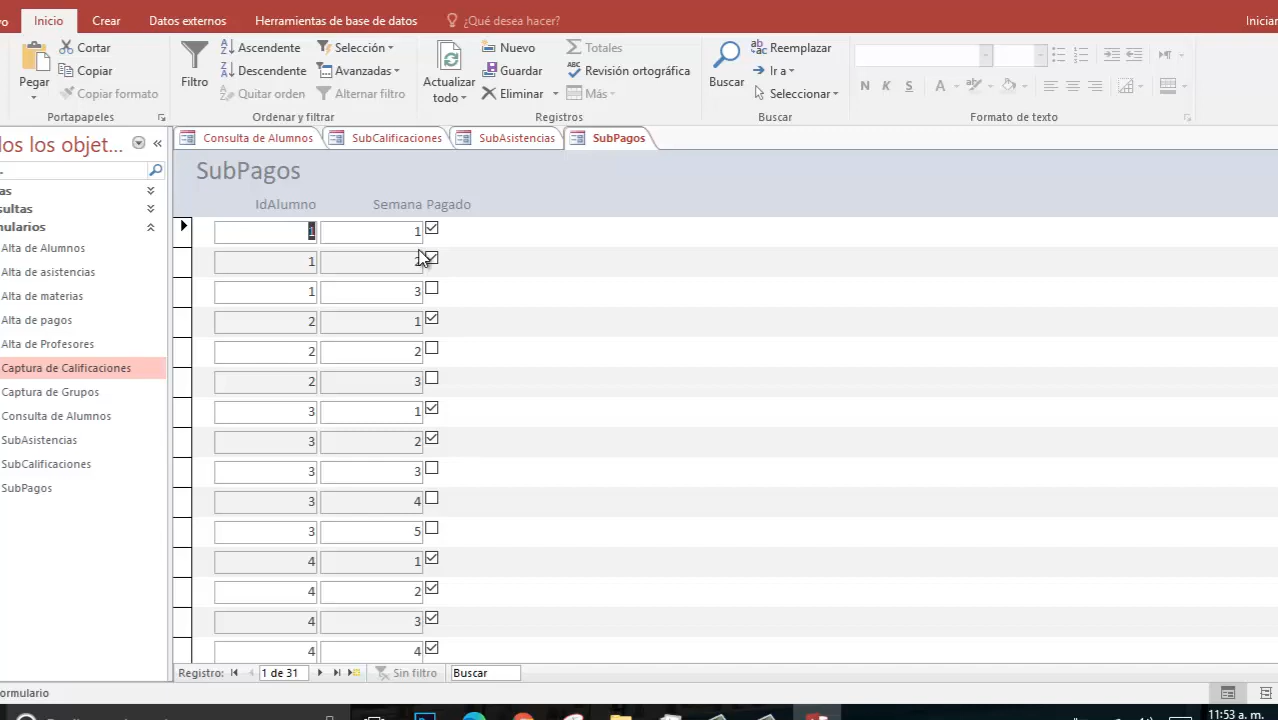 Inicio Crear Datos externos Herramientas de base de datos ¿Qué desea hacer? Iniciar
Pegar
Cortar
Copiar
Copiar formato
Portapapeles
Filtro
Ascendente
Descendente
Quitar orden
Selección
Avanzadas
Alternar filtro
Ordenar y filtrar
Actualizar
todo
Nuevo
Guardar
Eliminar
Totales
Revisión ortográfica
Más
Registros
Buscar
Reemplazar
Ir a
Seleccionar
Buscar
N K S A
Formato de texto
los los objet...
as
sultas
nularios
Alta de Alumnos
Alta de asistencias
Alta de materias
Alta de pagos
Alta de Profesores
Captura de Calificaciones
Captura de Grupos
Consulta de Alumnos
SubAsistencias
SubCalificaciones
SubPagos
Consulta de Alumnos SubCalificaciones SubAsistencias SubPagos
SubPagos
IdAlumno Semana Pagado
1 1
1 2
1 3
2 1
2 2
2 3
3 1
3 2
3 3
3 4
3 5
4 1
4 2
4 3
4 4
Registro: 1 de 31 Sin filtro Buscar
ormulario
11:53 a. m.